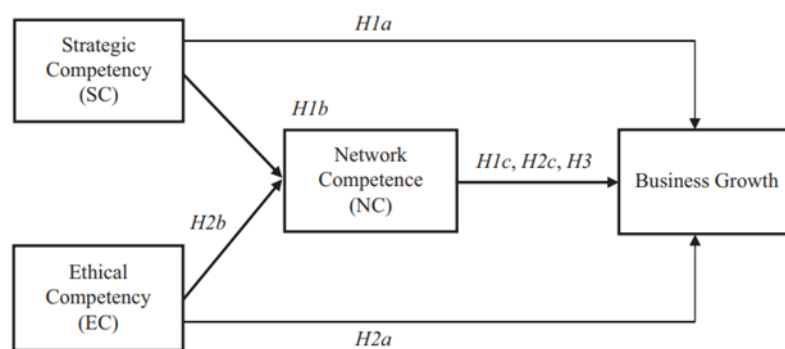 H1a
Strategic
Competency
(SC)
H1b
Network
Competence
(NC)
H1c, H2c, H3
Business Growth
H2b
Ethical
Competency
(EC)
H2a